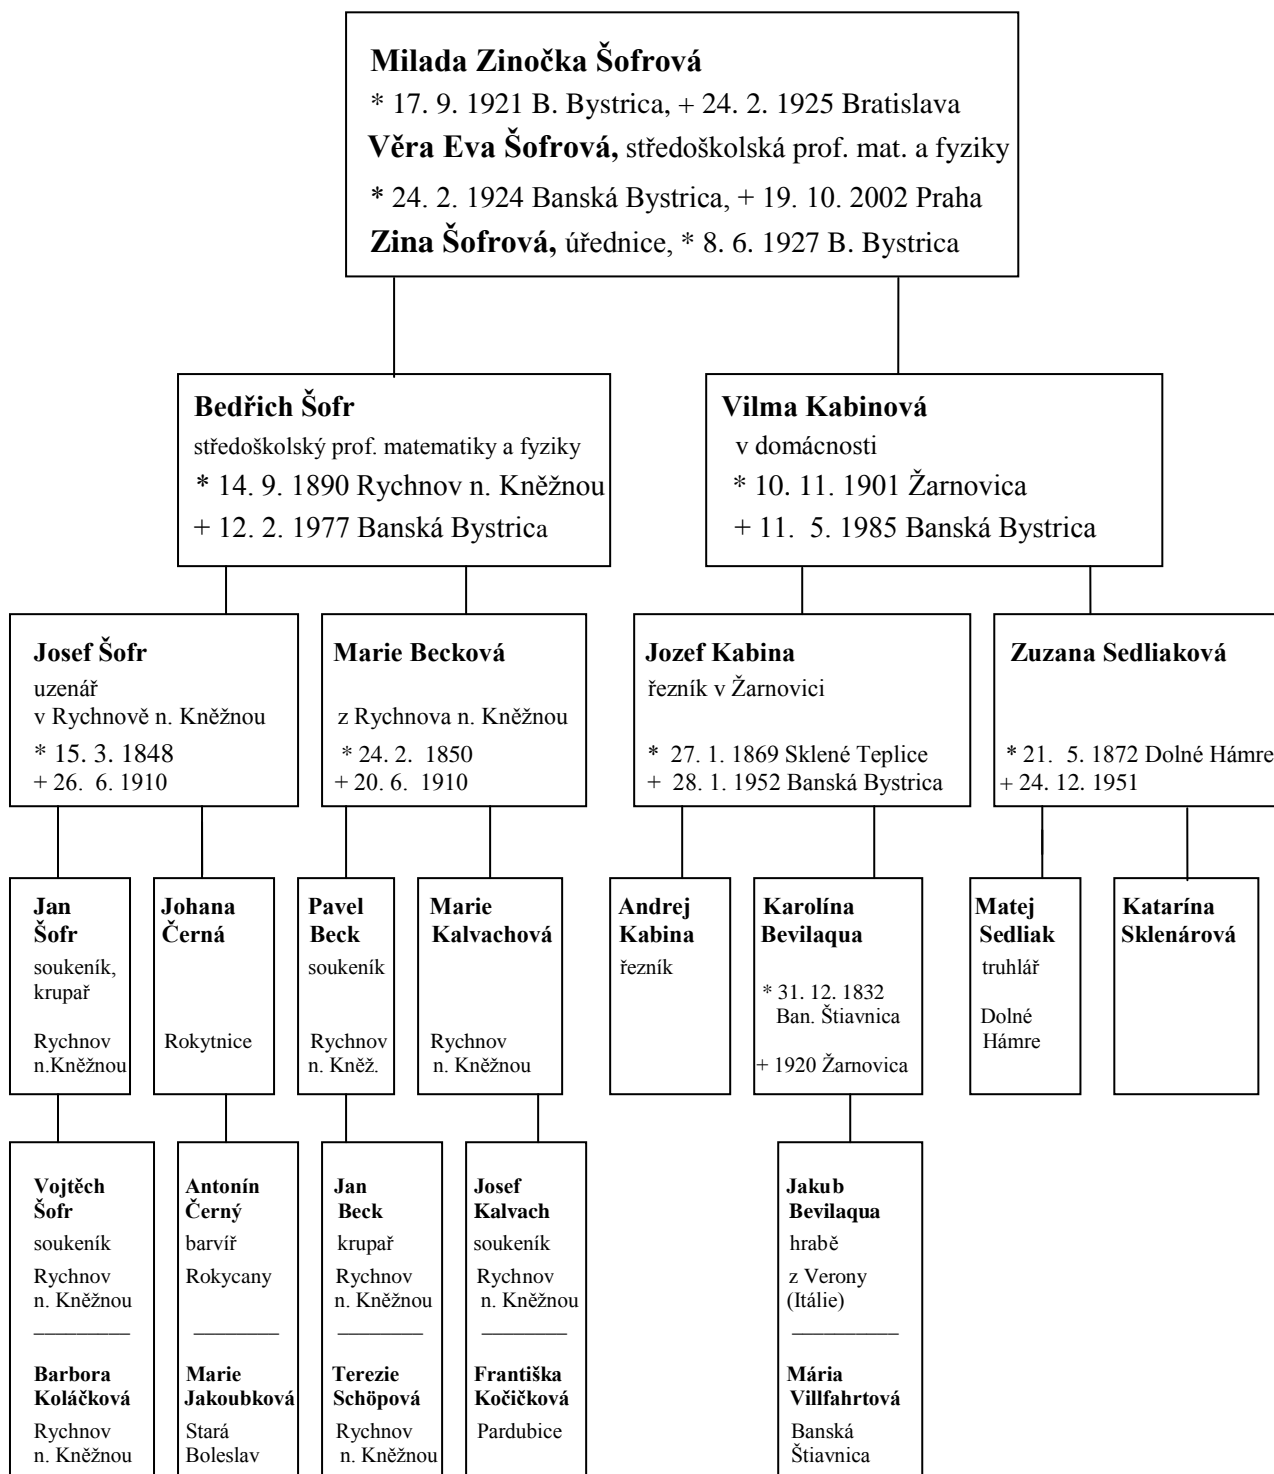 Milada Zinočka Šofrová
* 17. 9. 1921 B. Bystrica, + 24. 2. 1925 Bratislava
Věra Eva Šofrová, středoškolská prof. mat. a fyziky
* 24. 2. 1924 Banská Bystrica, + 19. 10. 2002 Praha
Zina Šofrová, úřednice, * 8. 6. 1927 B. Bystrica
Bedřich Šofr
středoškolský prof. matematiky a fyziky
* 14. 9. 1890 Rychnov n. Kněžnou
+ 12. 2. 1977 Banská Bystrica
Vilma Kabinová
v domácnosti
* 10. 11. 1901 Žarnovica
+ 11. 5. 1985 Banská Bystrica
Josef Šofr
uzenář
v Rychnově n. Kněžnou
* 15. 3. 1848
+ 26. 6. 1910
Marie Becková
z Rychnova n. Kněžnou
* 24. 2. 1850
+ 20. 6. 1910
Jozef Kabina
řezník v Žarnovici
* 27. 1. 1869 Sklené Teplice
+ 28. 1. 1952 Banská Bystrica
Zuzana Sedliaková
* 21. 5. 1872 Dolné Hámre
+ 24. 12. 1951
Jan
Šofr
soukeník,
krupař
Rychnov
n.Kněžnou
Johana
Černá
Rokytnice
Pavel
Beck
soukeník
Rychnov
n. Kněž.
Marie
Kalvachová
Rychnov
n. Kněžnou
Andrej
Kabina
řezník
Karolína
Bevilaqua
* 31. 12. 1832
Ban. Štiavnica
+ 1920 Žarnovica
Matej
Sedliak
truhlář
Dolné
Hámre
Katarína
Sklenárová
Vojtěch
Šofr
soukeník
Rychnov
n. Kněžnou
Barbora
Koláčková
Rychnov
n. Kněžnou
Antonín
Černý
barvíř
Rokycany
Marie
Jakoubková
Stará
Boleslav
Jan
Beck
krupař
Rychnov
n. Kněžnou
Terezie
Schöpová
Rychnov
n. Kněžnou
Josef
Kalvach
soukeník
Rychnov
n. Kněžnou
Františka
Kočičková
Pardubice
Jakub
Bevilaqua
hrabě
z Verony
(Itálie)
Mária
Villfahrtová
Banská
Štiavnica